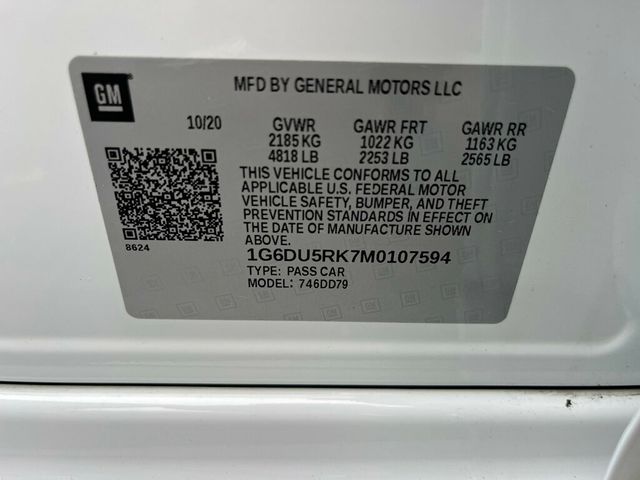 GM
MFD BY GENERAL MOTORS LLC
10/20 GVWR GAWR FRT GAWR RR
2185 KG 1022 KG 1163 KG
4818 LB 2253 LB 2565 LB
THIS VEHICLE CONFORMS TO ALL
APPLICABLE U.S. FEDERAL MOTOR
VEHICLE SAFETY, BUMPER, AND THEFT
PREVENTION STANDARDS IN EFFECT ON
THE DATE OF MANUFACTURE SHOWN
ABOVE.
8624
1G6DU5RK7M0107594
TYPE: PASS CAR
MODEL: 746DD79